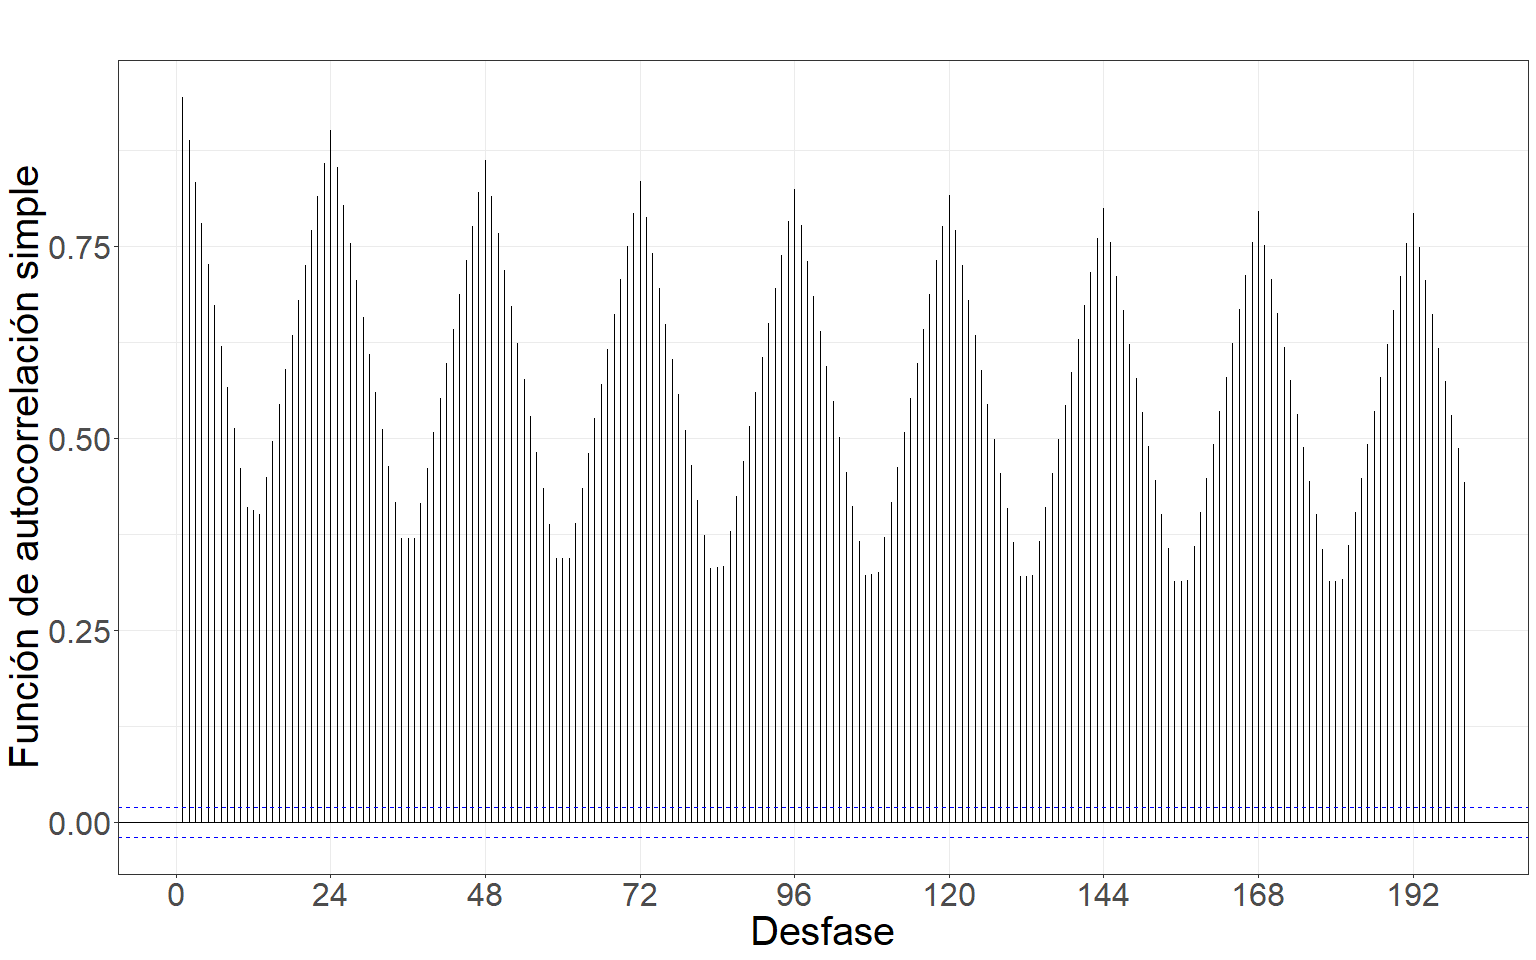 Función de autocorrelación simple
0.75
0.50
0.25
0.00
0 24 48 72 96 120 144 168 192
Desfase